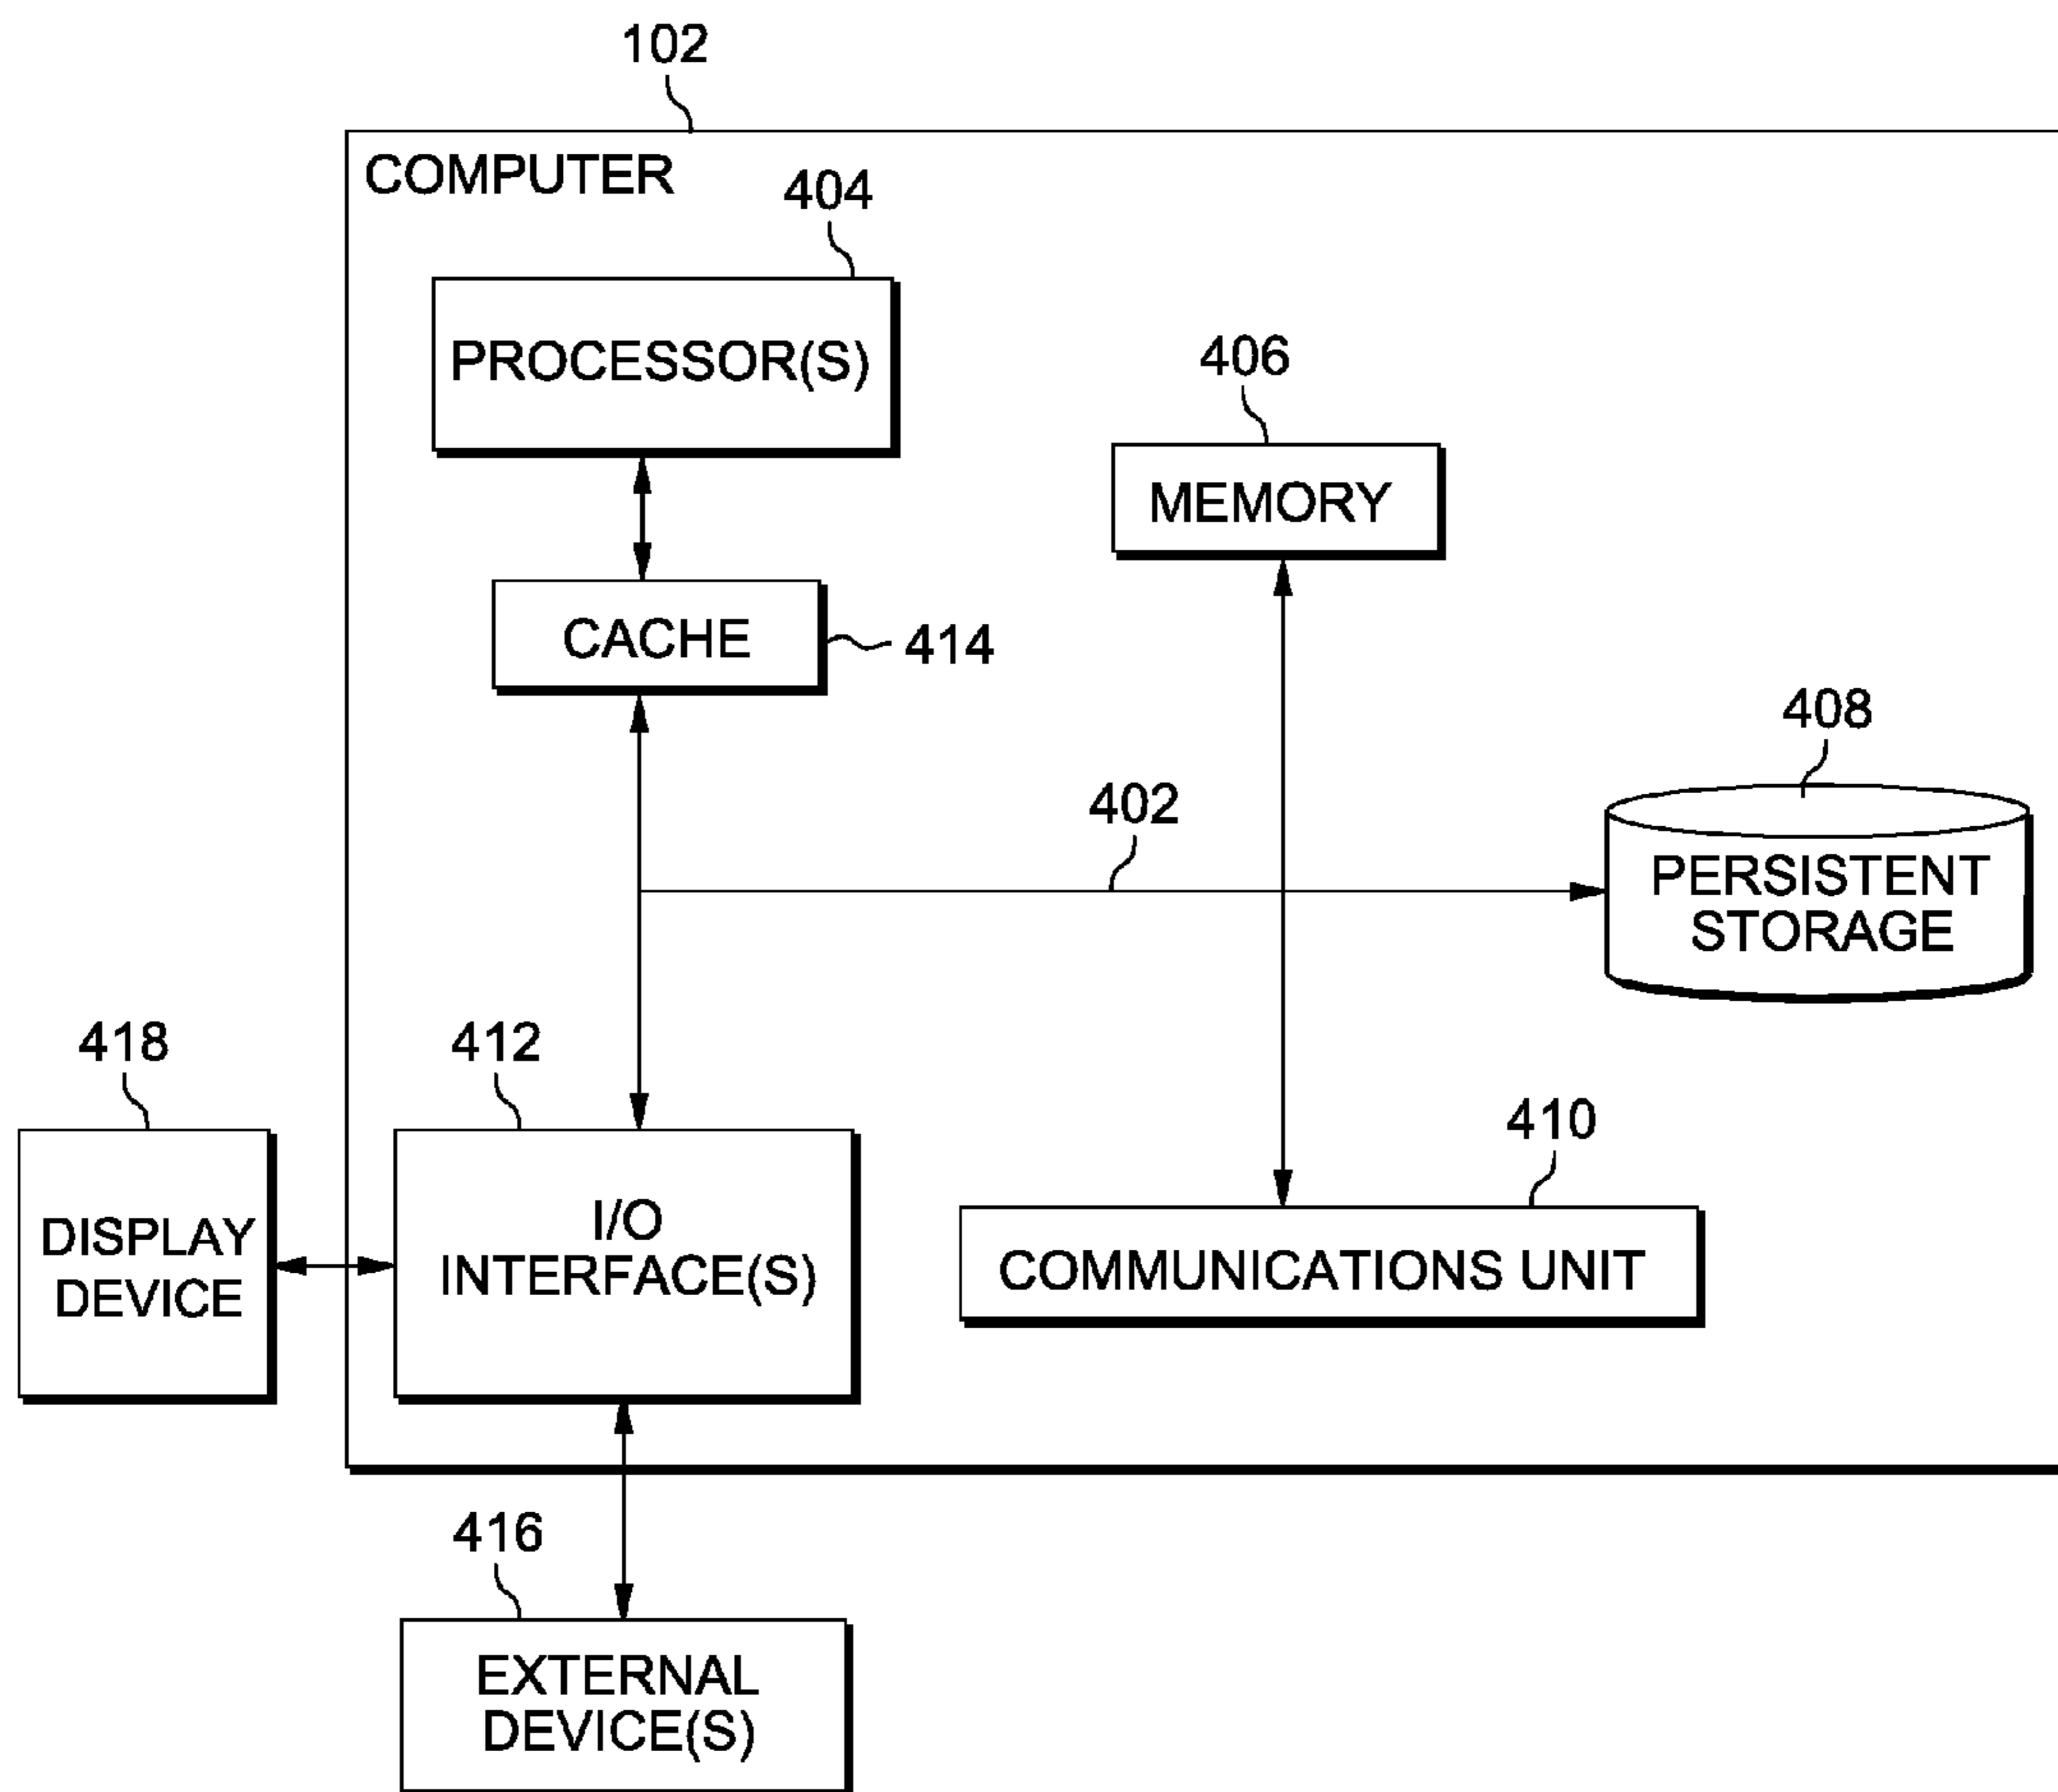 102
COMPUTER
404
PROCESSOR(S)
406
MEMORY
CACHE
414
408
402
PERSISTENT
STORAGE
418
412
410
DISPLAY
DEVICE
I/O
INTERFACE(S)
COMMUNICATIONS UNIT
416
EXTERNAL
DEVICE(S)